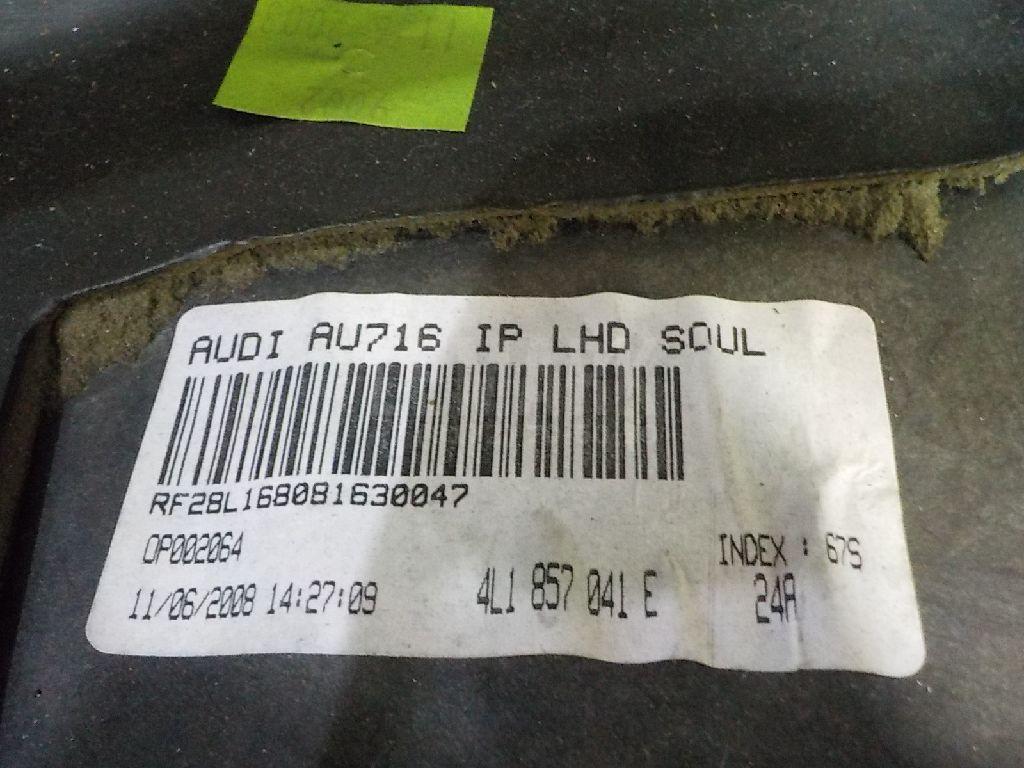 AUDI AU716 IP LHD SOUL
RF28L168081630047
OP002064
INDEX : 67S
11/06/2008 14:27:09 4L1 857 041 E 24A